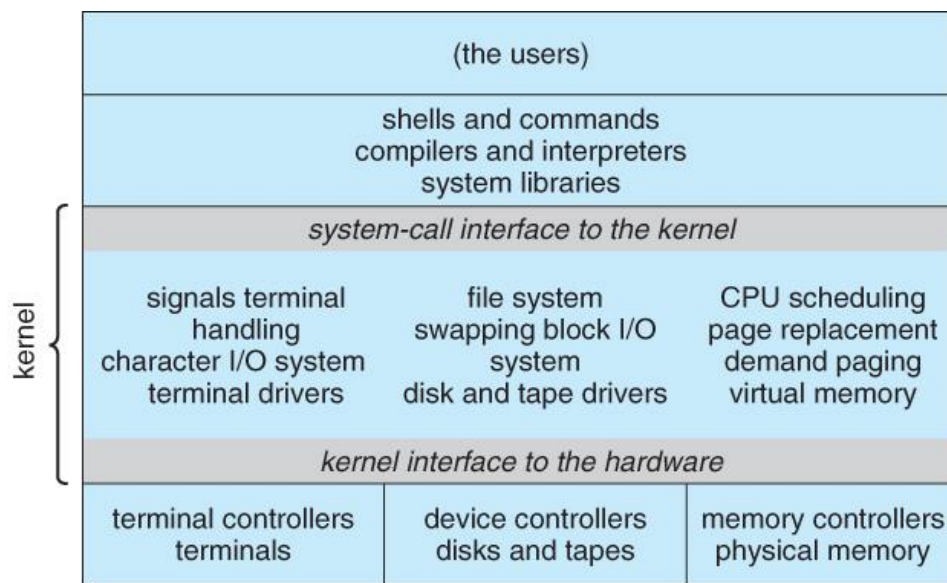 (the users)
shells and commands
compilers and interpreters
system libraries
kernel
system-call interface to the kernel
signals terminal
handling
character I/O system
terminal drivers
file system
swapping block I/O
system
disk and tape drivers
CPU scheduling
page replacement
demand paging
virtual memory
kernel interface to the hardware
terminal controllers
terminals
device controllers
disks and tapes
memory controllers
physical memory